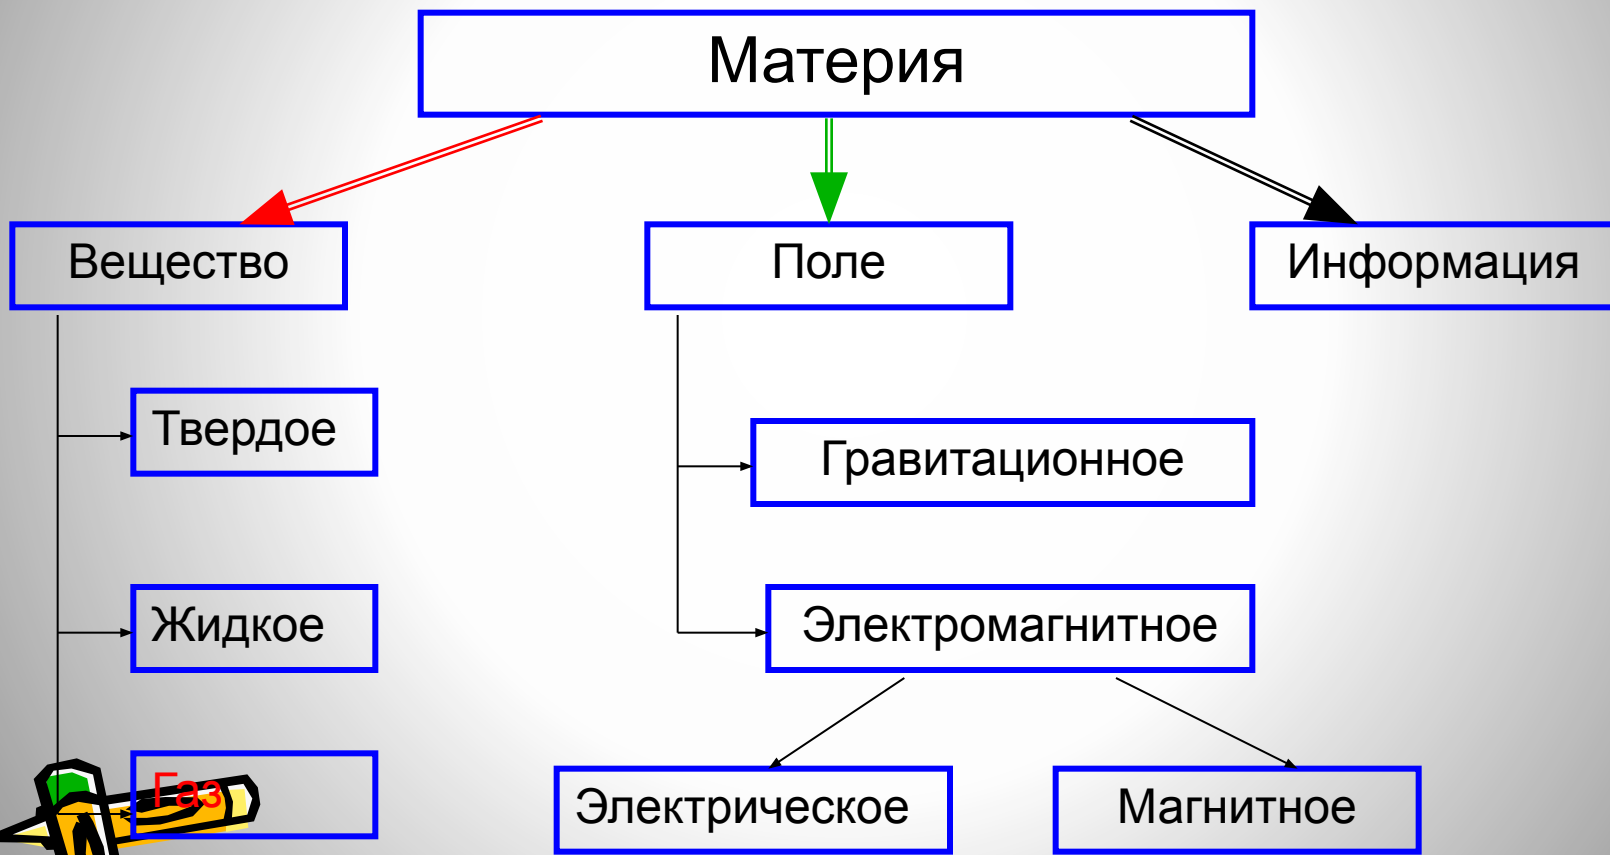 Материя
Вещество
Поле
Информация
Твердое
Гравитационное
Жидкое
Электромагнитное
Газ
Электрическое
Магнитное